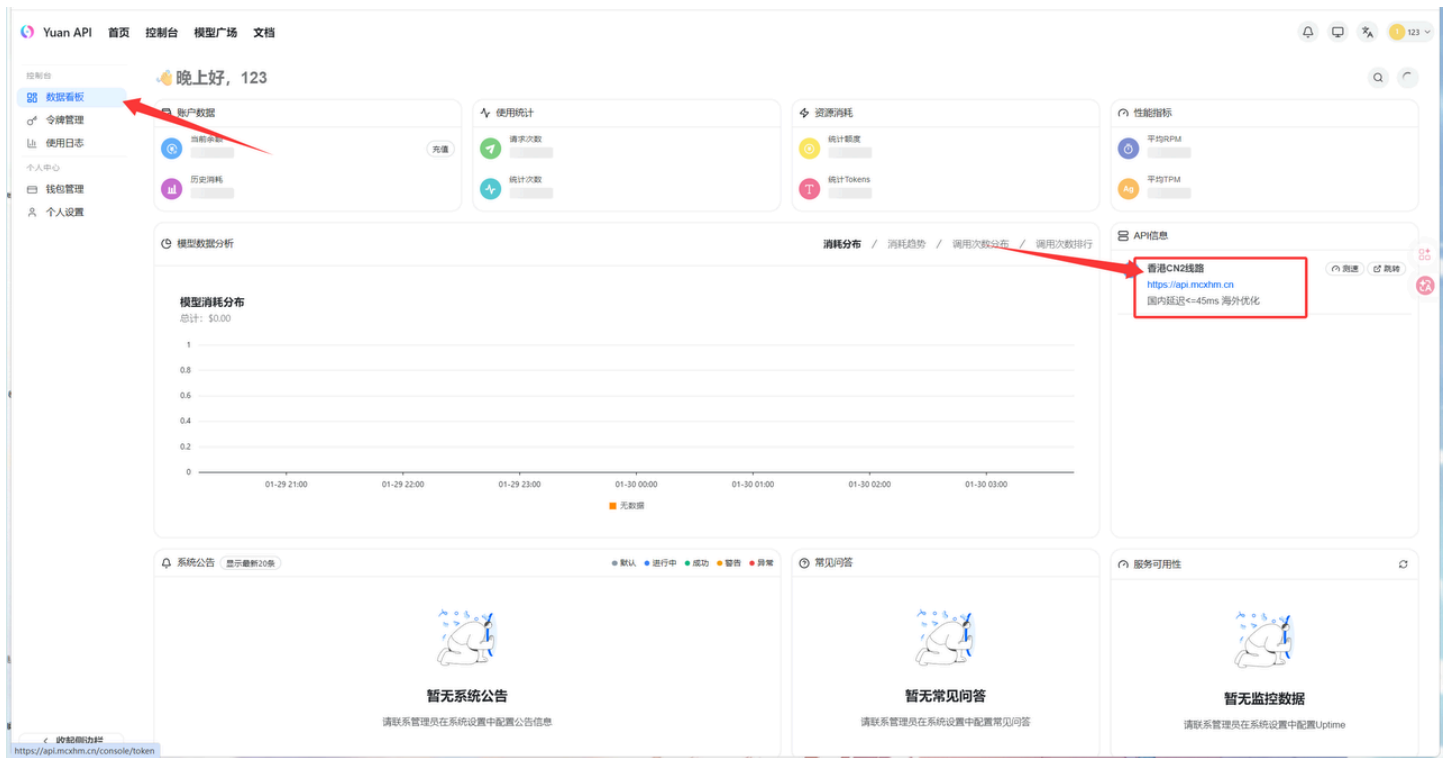 Yuan API 首页 控制台 模型广场 文档
123
控制台
数据看板
令牌管理
使用日志
个人中心
钱包管理
个人设置
收起侧边栏
https://api.mcxhm.cn/console/token
👋晚上好，123
账户数据
当前余额
充值
历史消耗
使用统计
请求次数
统计次数
资源消耗
统计额度
统计Tokens
性能指标
平均RPM
平均TPM
模型数据分析
消耗分布 / 消耗趋势 / 调用次数分布 / 调用次数排行
模型消耗分布
总计：$0.00
1
0.8
0.6
0.4
0.2
0
01-29 21:00 01-29 22:00 01-29 23:00 01-30 00:00 01-30 01:00 01-30 02:00 01-30 03:00
无数据
API信息
香港CN2线路
测速 跳转
https://api.mcxhm.cn
国内延迟<=45ms 海外优化
系统公告 显示最新20条
默认 进行中 成功 警告 异常
暂无系统公告
请联系管理员在系统设置中配置公告信息
常见问答
暂无常见问答
请联系管理员在系统设置中配置常见问答
服务可用性
暂无监控数据
请联系管理员在系统设置中配置Uptime